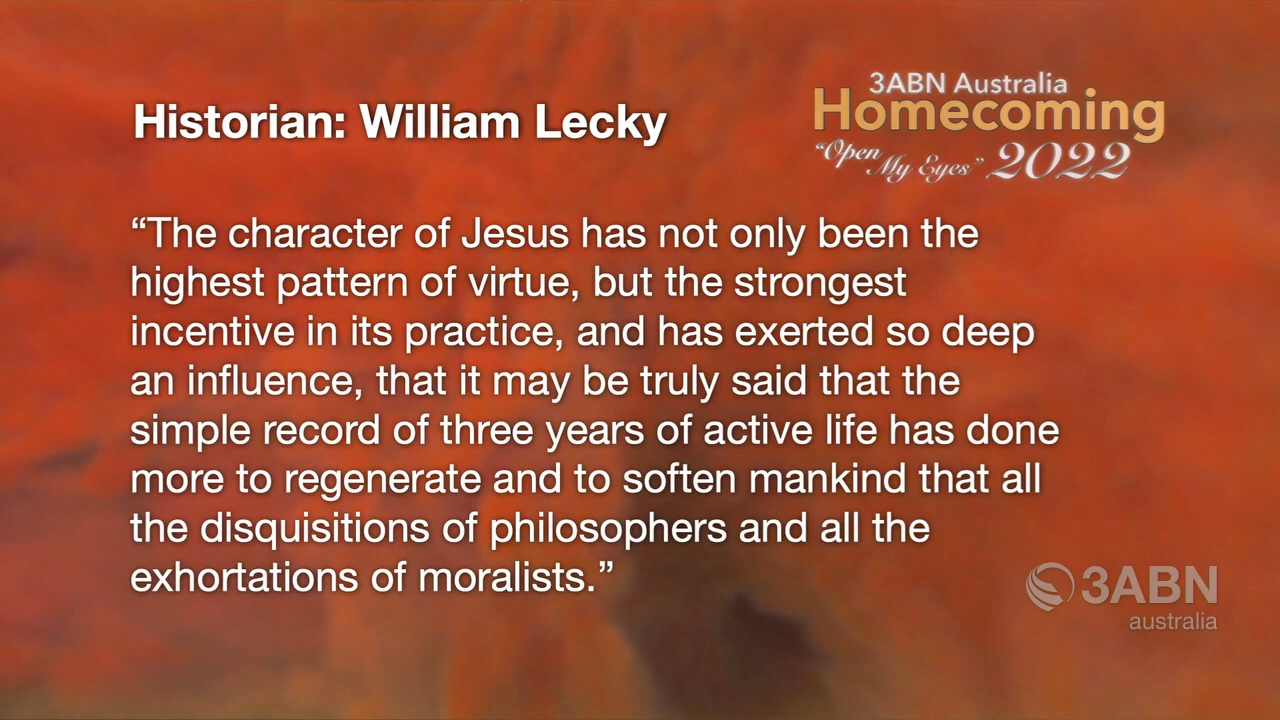 Historian: William Lecky
3ABN Australia
Homecoming
“Open My Eyes” 2022
“The character of Jesus has not only been the
highest pattern of virtue, but the strongest
incentive in its practice, and has exerted so deep
an influence, that it may be truly said that the
simple record of three years of active life has done
more to regenerate and to soften mankind that all
the disquisitions of philosophers and all the
exhortations of moralists.”
3ABN
australia